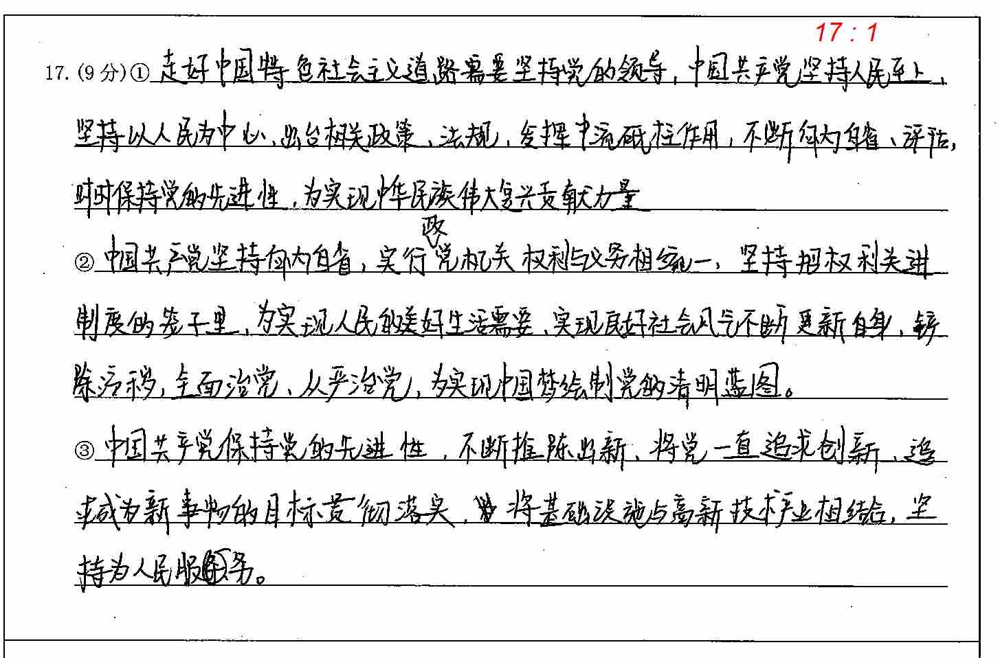 17 : 1
17. (9分)① 走好中国特色社会主义道路需要坚持党的领导，中国共产党坚持人民至上，
坚持以人民为中心、出台相关政策、法规，发挥中流砥柱作用，不断向内自省、评估，
时时保持党的先进性，为实现中华民族伟大复兴贡献力量
政
② 中国共产党坚持向内自省，实行党机关权利与义务相统一，坚持把权利关进
制度的笼子里，为实现人民的美好生活需要、实现良好社会风气不断更新自身、铲
除污秽，全面治党、从严治党，为实现中国梦绘制党的清明蓝图。
③ 中国共产党保持党的先进性，不断推陈出新、将党一直追求创新、追
求成为新事物的目标贯彻落实，将基础设施与高新技术产业相结合，坚
持为人民服务。